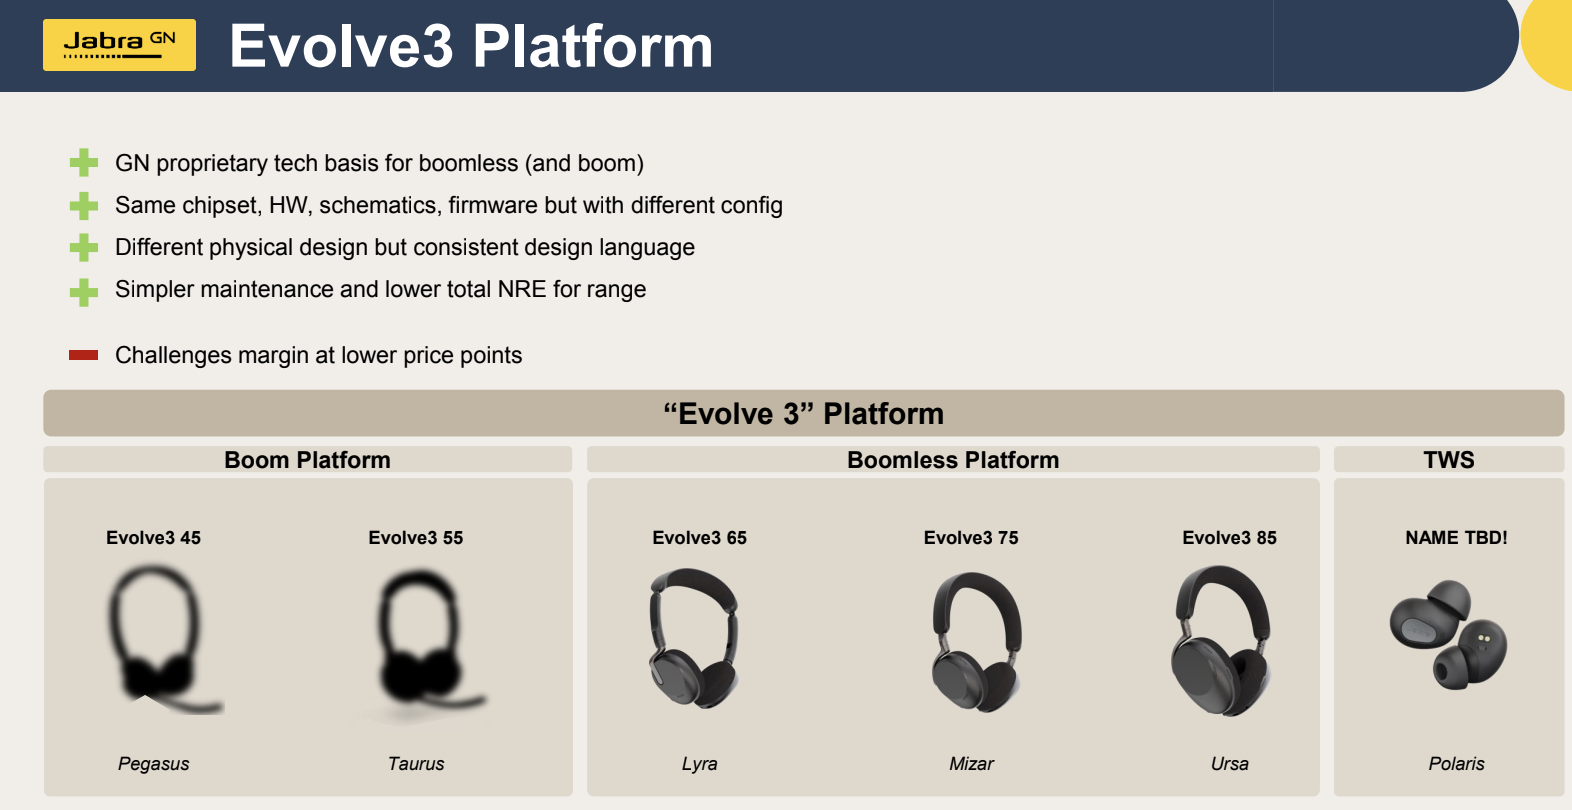 Jabra GN
Evolve3 Platform
GN proprietary tech basis for boomless (and boom)
Same chipset, HW, schematics, firmware but with different config
Different physical design but consistent design language
Simpler maintenance and lower total NRE for range
Challenges margin at lower price points
“Evolve 3” Platform
Boom Platform
Boomless Platform
TWS
Evolve3 45
Evolve3 55
Evolve3 65
Evolve3 75
Evolve3 85
NAME TBD!
Pegasus
Taurus
Lyra
Mizar
Ursa
Polaris